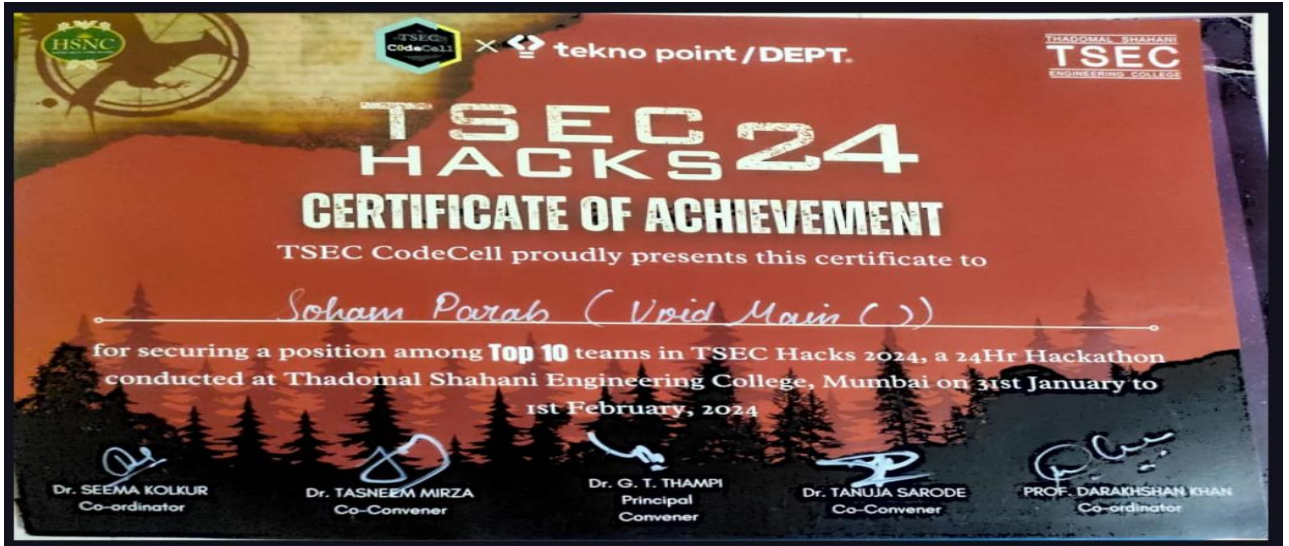 HSNC
TSEC
CodeCell
× tekno point / DEPT.
THADOMAL SHAHANI
TSEC
ENGINEERING COLLEGE
TSEC
HACKS 24
CERTIFICATE OF ACHIEVEMENT
TSEC CodeCell proudly presents this certificate to
Soham Parab (Void Main ( ))
for securing a position among Top 10 teams in TSEC Hacks 2024, a 24Hr Hackathon
conducted at Thadomal Shahani Engineering College, Mumbai on 31st January to
1st February, 2024
Dr. SEEMA KOLKUR
Co-ordinator
Dr. TASNEEM MIRZA
Co-Convener
Dr. G. T. THAMPI
Principal
Convener
Dr. TANUJA SARODE
Co-Convener
PROF. DARAKHSHAN KHAN
Co-ordinator